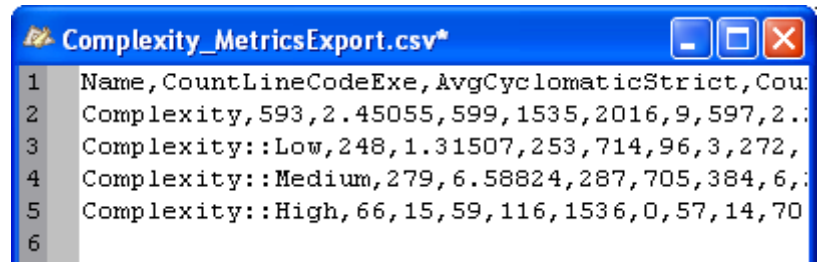 Complexity_MetricsExport.csv*
1 Name,CountLineCodeExe,AvgCyclomaticStrict,Cou
2 Complexity,593,2.45055,599,1535,2016,9,597,2.
3 Complexity::Low,248,1.31507,253,714,96,3,272,
4 Complexity::Medium,279,6.58824,287,705,384,6,
5 Complexity::High,66,15,59,116,1536,0,57,14,70
6